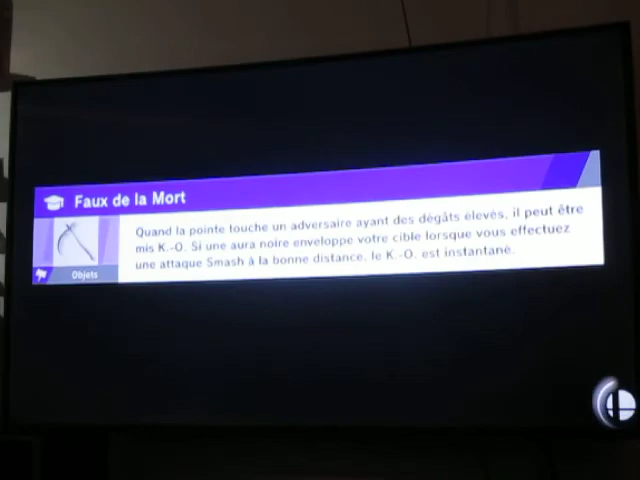 Faux de la Mort
Quand la pointe touche un adversaire ayant des dégâts élevés, il peut être
mis K.-O. Si une aura noire enveloppe votre cible lorsque vous effectuez
une attaque Smash à la bonne distance, le K.-O. est instantané.
Objets